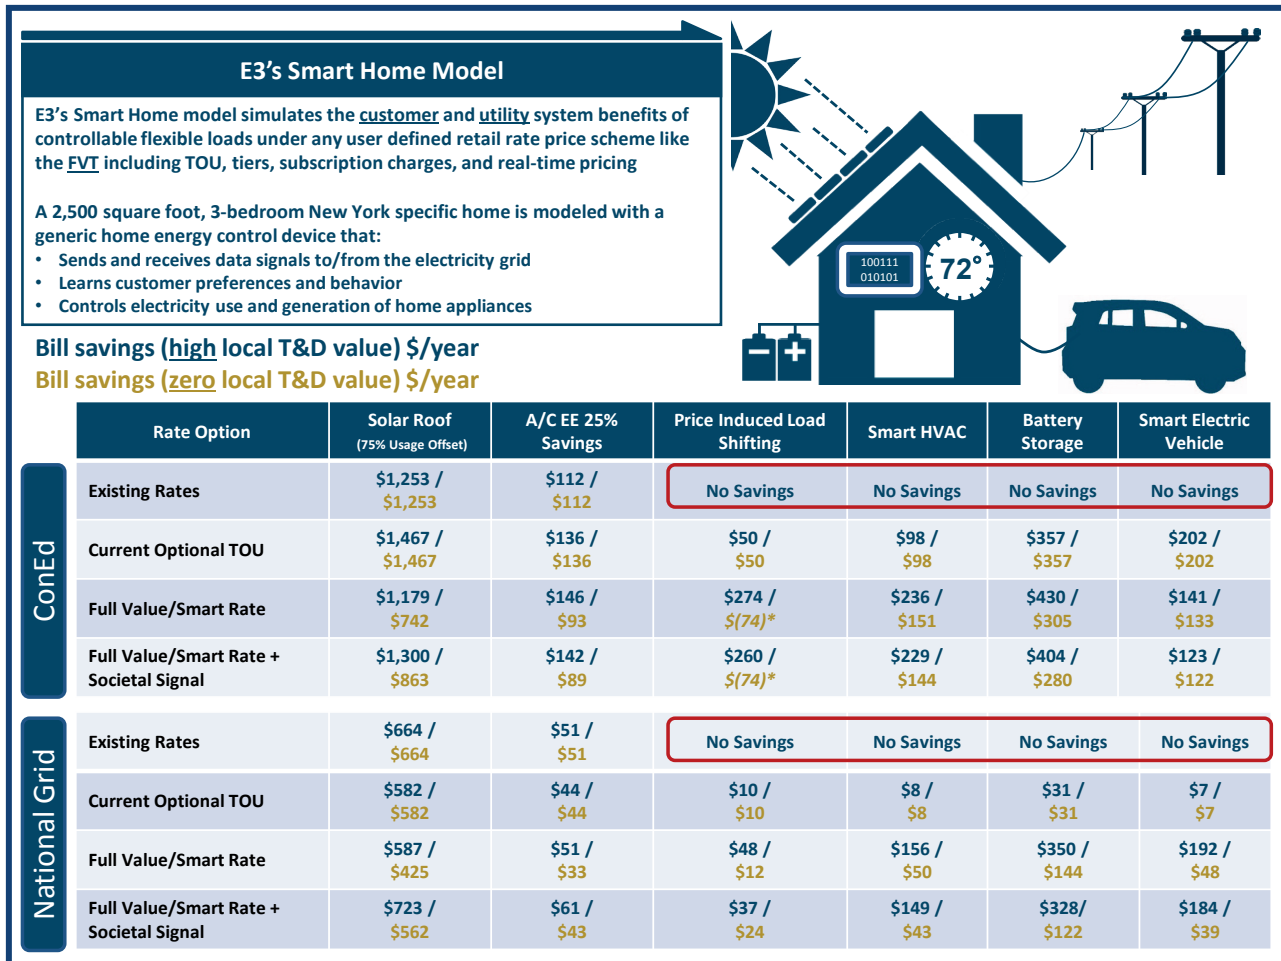 E3's Smart Home Model
E3's Smart Home model simulates the customer and utility system benefits of
controllable flexible loads under any user defined retail rate price scheme like
the FVT including TOU, tiers, subscription charges, and real-time pricing
A 2,500 square foot, 3-bedroom New York specific home is modeled with a
generic home energy control device that:
• Sends and receives data signals to/from the electricity grid
• Learns customer preferences and behavior
• Controls electricity use and generation of home appliances
100111
010101
72°
Bill savings (high local T&D value) $/year
Bill savings (zero local T&D value) $/year
Rate Option
Solar Roof
(75% Usage Offset)
A/C EE 25%
Savings
Price Induced Load
Shifting
Smart HVAC
Battery
Storage
Smart Electric
Vehicle
ConEd
Existing Rates
$1,253 /
$1,253
$112 /
$112
No Savings
No Savings
No Savings
No Savings
Current Optional TOU
$1,467 /
$1,467
$136 /
$136
$50 /
$50
$98 /
$98
$357 /
$357
$202 /
$202
Full Value/Smart Rate
$1,179 /
$742
$146 /
$93
$274 /
$(74)*
$236 /
$151
$430 /
$305
$141 /
$133
Full Value/Smart Rate +
Societal Signal
$1,300 /
$863
$142 /
$89
$260 /
$(74)*
$229 /
$144
$404 /
$280
$123 /
$122
National Grid
Existing Rates
$664 /
$664
$51 /
$51
No Savings
No Savings
No Savings
No Savings
Current Optional TOU
$582 /
$582
$44 /
$44
$10 /
$10
$8 /
$8
$31 /
$31
$7 /
$7
Full Value/Smart Rate
$587 /
$425
$51 /
$33
$48 /
$12
$156 /
$50
$350 /
$144
$192 /
$48
Full Value/Smart Rate +
Societal Signal
$723 /
$562
$61 /
$43
$37 /
$24
$149 /
$43
$328/
$122
$184 /
$39